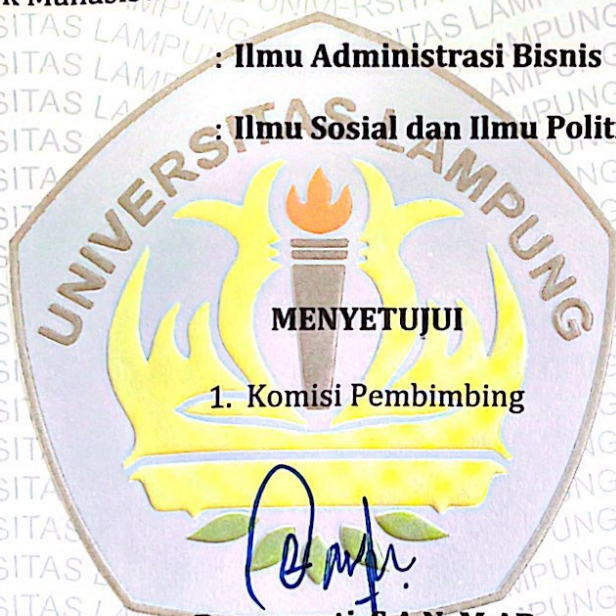 : Ilmu Administrasi Bisnis
: Ilmu Sosial dan Ilmu Polit
UNIVERSITAS LAMPUNG
MENYETUJUI
1. Komisi Pembimbing